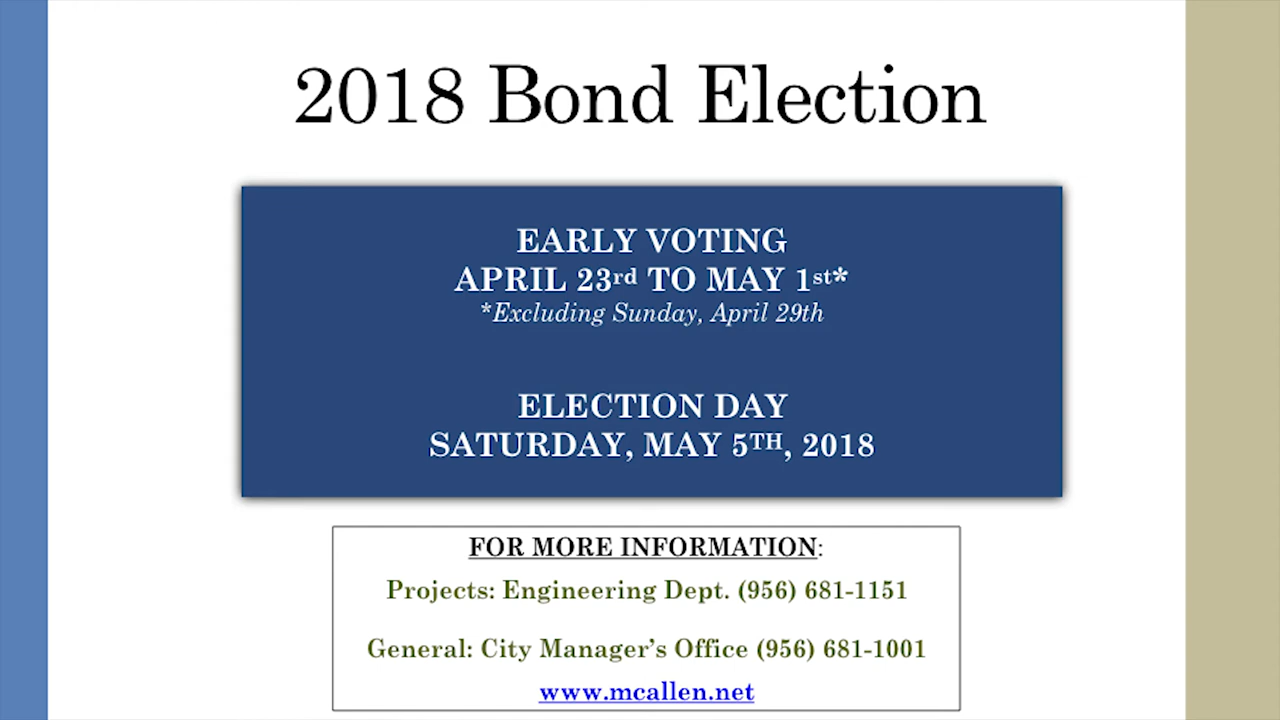 2018 Bond Election
EARLY VOTING
APRIL 23rd TO MAY 1st*
*Excluding Sunday, April 29th
ELECTION DAY
SATURDAY, MAY 5TH, 2018
FOR MORE INFORMATION:
Projects: Engineering Dept. (956) 681-1151
General: City Manager’s Office (956) 681-1001
www.mcallen.net